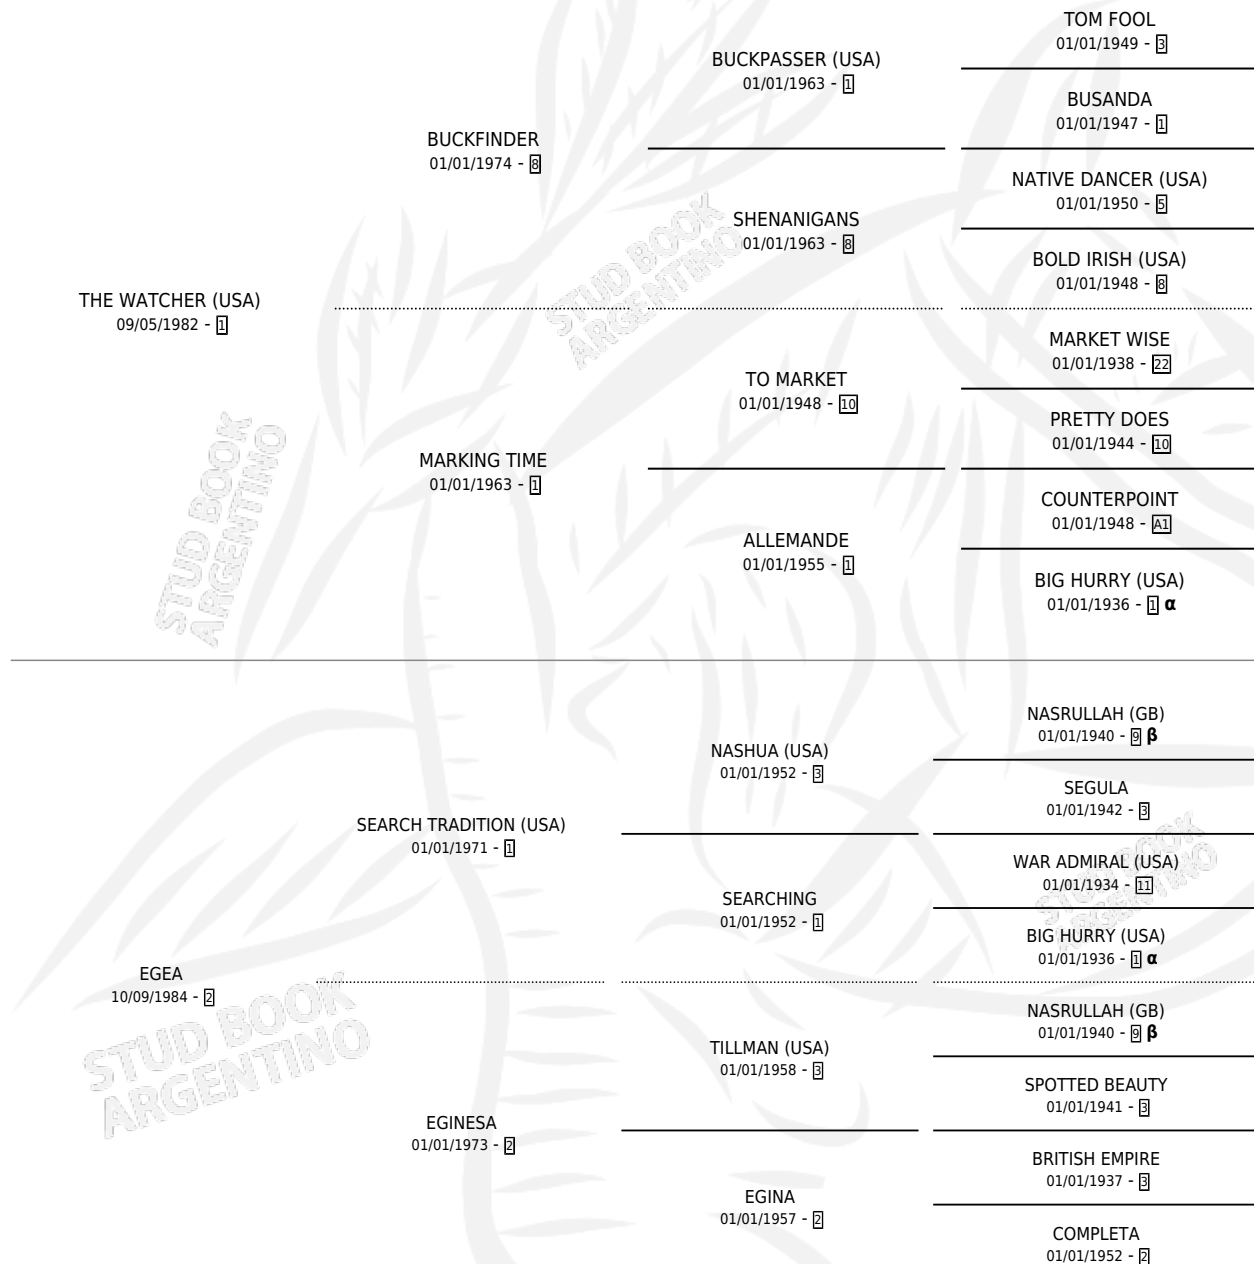 TOM FOOL
01/01/1949 - 3
BUCKPASSER (USA)
01/01/1963 - 1
BUSANDA
01/01/1947 - 1
BUCKFINDER
01/01/1974 - 8
NATIVE DANCER (USA)
01/01/1950 - 5
SHENANIGANS
01/01/1963 - 8
BOLD IRISH (USA)
01/01/1948 - 8
THE WATCHER (USA)
09/05/1982 - 1
MARKET WISE
01/01/1938 - 22
TO MARKET
01/01/1948 - 10
PRETTY DOES
01/01/1944 - 10
MARKING TIME
01/01/1963 - 1
COUNTERPOINT
01/01/1948 - A1
ALLEMANDE
01/01/1955 - 1
BIG HURRY (USA)
01/01/1936 - 1 α
NASRULLAH (GB)
01/01/1940 - 9 β
NASHUA (USA)
01/01/1952 - 3
SEGULA
01/01/1942 - 3
SEARCH TRADITION (USA)
01/01/1971 - 1
WAR ADMIRAL (USA)
01/01/1934 - 11
SEARCHING
01/01/1952 - 1
BIG HURRY (USA)
01/01/1936 - 1 α
EGEA
10/09/1984 - 2
NASRULLAH (GB)
01/01/1940 - 9 β
TILLMAN (USA)
01/01/1958 - 3
SPOTTED BEAUTY
01/01/1941 - 3
EGINESA
01/01/1973 - 2
BRITISH EMPIRE
01/01/1937 - 3
EGINA
01/01/1957 - 2
COMPLETA
01/01/1952 - 2
STUD BOOK
ARGENTINO
STUD BOOK
ARGENTINO
STUD BOOK
ARGENTINO
STUD BOOK
ARGENTINO